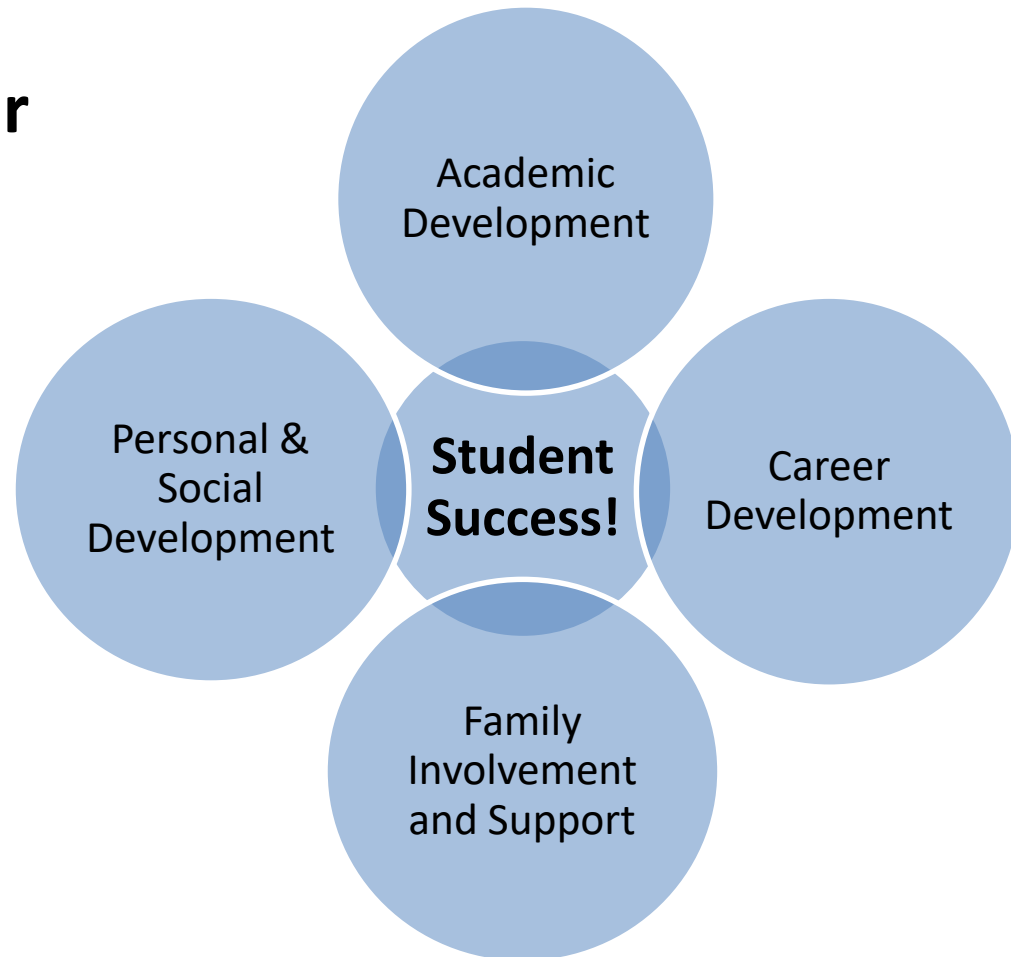 r
Academic
Development
Personal &
Social
Development
Student
Success!
Career
Development
Family
Involvement
and Support